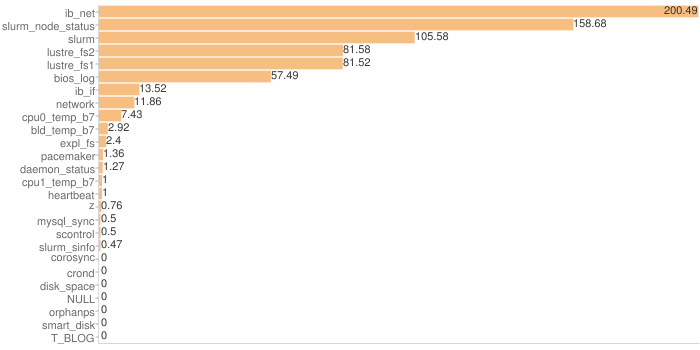 ib_net 200.49
slurm_node_status 158.68
slurm 105.58
lustre_fs2 81.58
lustre_fs1 81.52
bios_log 57.49
ib_if 13.52
network 11.86
cpu0_temp_b7 7.43
bld_temp_b7 2.92
expl_fs 2.4
pacemaker 1.36
daemon_status 1.27
cpu1_temp_b7 1
heartbeat 1
z 0.76
mysql_sync 0.5
scontrol 0.5
slurm_sinfo 0.47
corosync 0
crond 0
disk_space 0
NULL 0
orphanps 0
smart_disk 0
T_BLOG 0